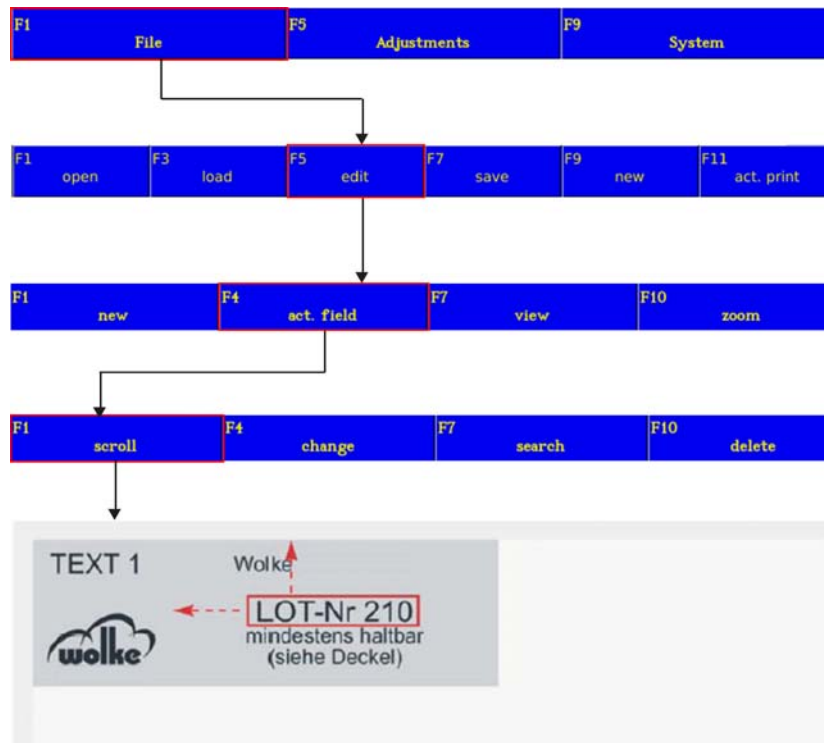 F1 F5 F9
File Adjustments System
F1 F3 F5 F7 F9 F11
open load edit save new act. print
F1 F4 F7 F10
new act. field view zoom
F1 F4 F7 F10
scroll change search delete
TEXT 1 Wolke
LOT-Nr 210
wolke mindestens haltbar
(siehe Deckel)